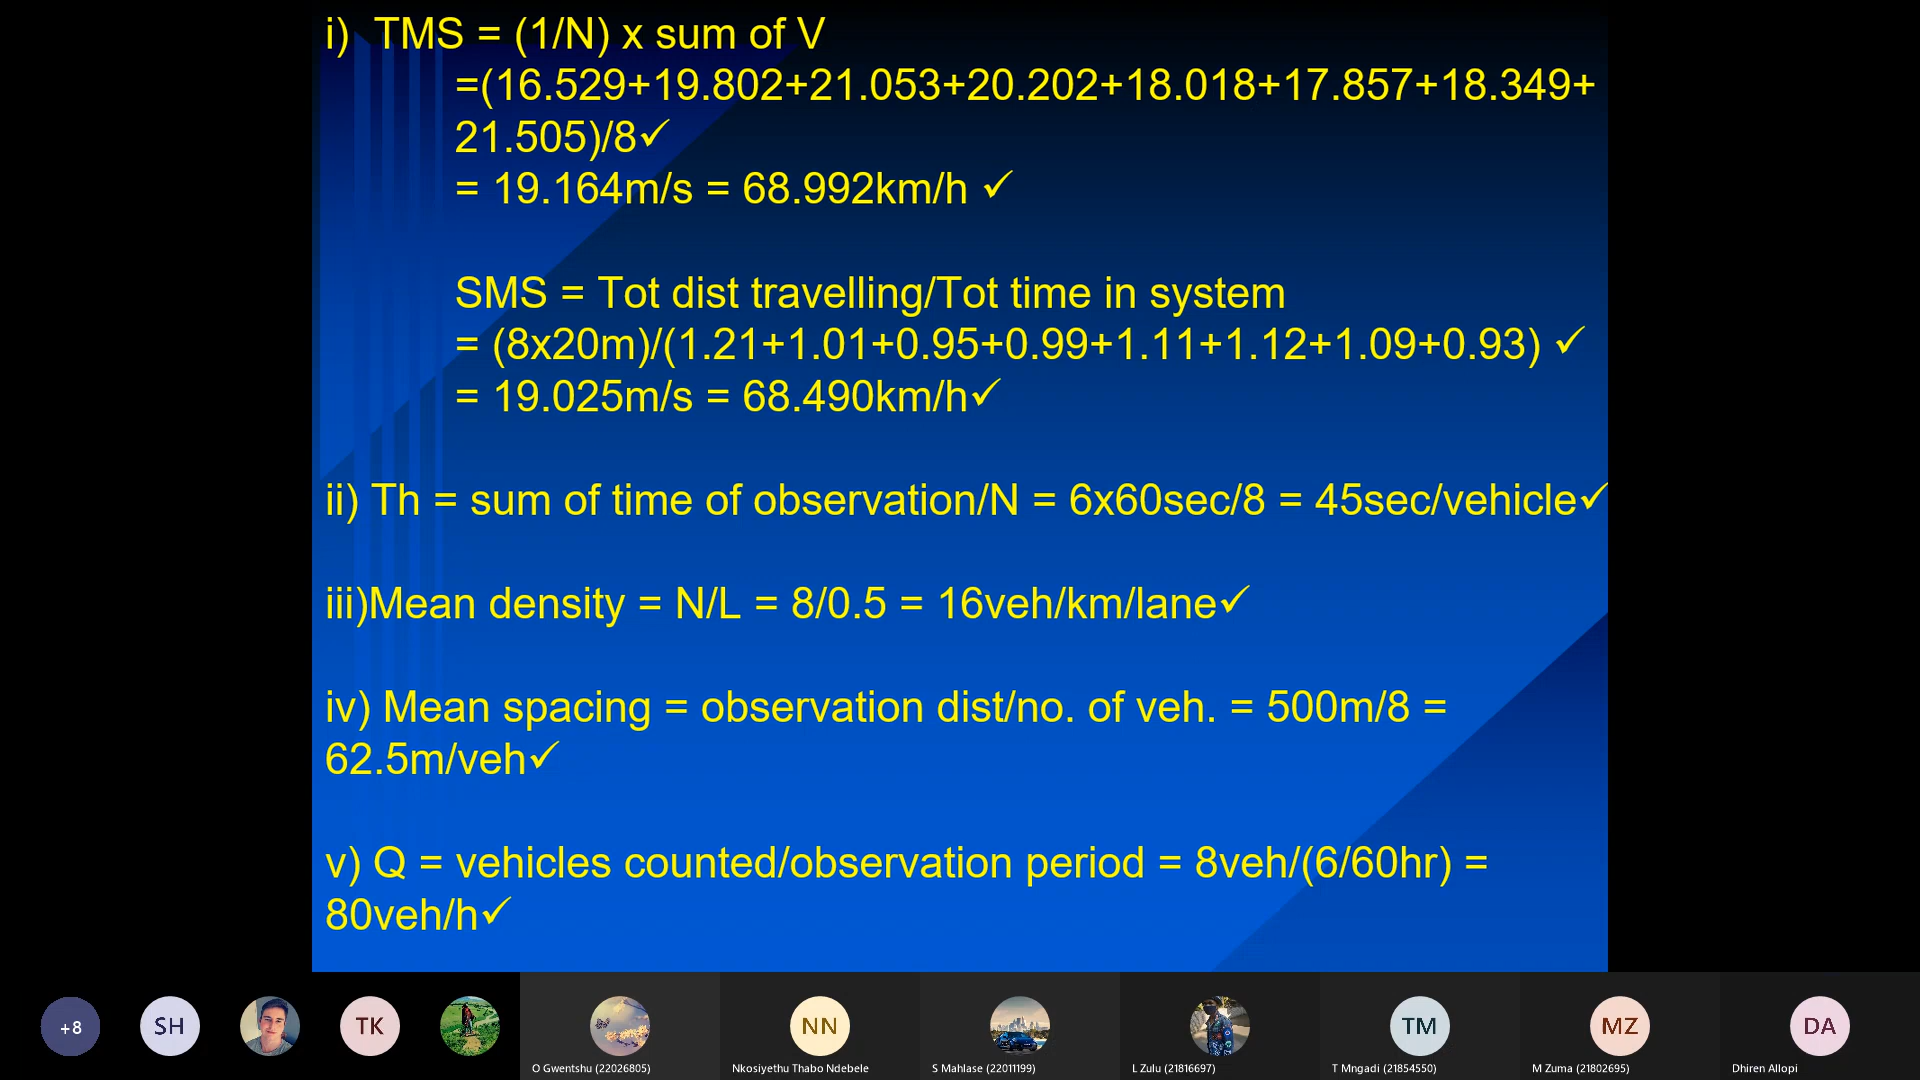 i) TMS = (1/N) x sum of V
=(16.529+19.802+21.053+20.202+18.018+17.857+18.349+
21.505)/8✓
= 19.164m/s = 68.992km/h ✓
SMS = Tot dist travelling/Tot time in system
= (8x20m)/(1.21+1.01+0.95+0.99+1.11+1.12+1.09+0.93) ✓
= 19.025m/s = 68.490km/h✓
ii) Th = sum of time of observation/N = 6x60sec/8 = 45sec/vehicle✓
iii)Mean density = N/L = 8/0.5 = 16veh/km/lane✓
iv) Mean spacing = observation dist/no. of veh. = 500m/8 =
62.5m/veh✓
v) Q = vehicles counted/observation period = 8veh/(6/60hr) =
80veh/h✓
+8 SH TK NN TM MZ DA
O Gwentshu (22026805) Nkosiyethu Thabo Ndebele S Mahlase (22011199) L Zulu (21816697) T Mngadi (21854550) M Zuma (21802695) Dhiren Allopi